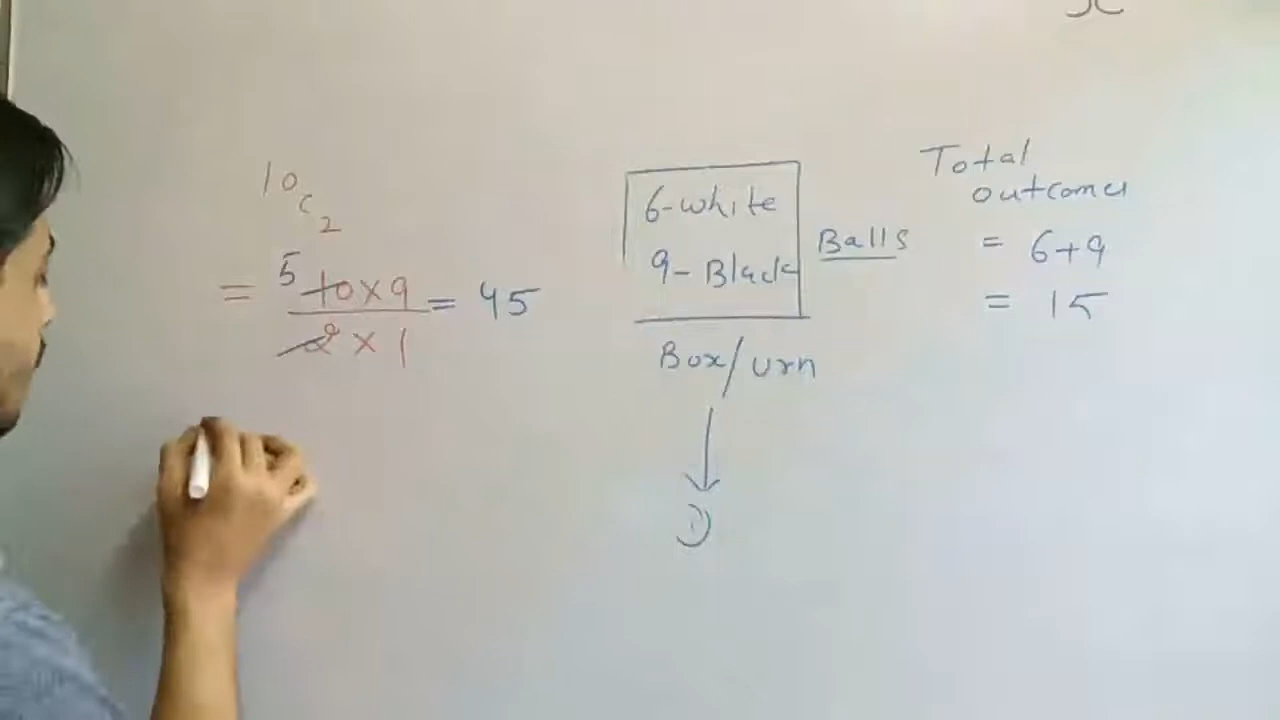 10c2
= 5 10 x 9 = 45
2 x 1
6-white
9-Black
Balls
Box/urn
1)
Total
outcomes
= 6+9
= 15